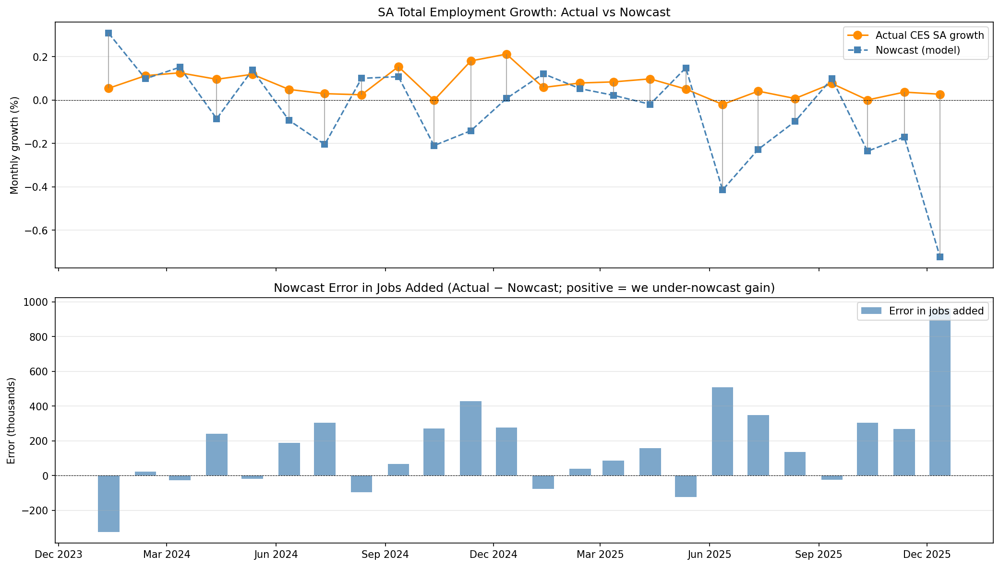 SA Total Employment Growth: Actual vs Nowcast
Actual CES SA growth
Nowcast (model)
Monthly growth (%)
0.2
0.0
−0.2
−0.4
−0.6
Nowcast Error in Jobs Added (Actual − Nowcast; positive = we under-nowcast gain)
Error in jobs added
Error (thousands)
1000
800
600
400
200
0
−200
Dec 2023
Mar 2024
Jun 2024
Sep 2024
Dec 2024
Mar 2025
Jun 2025
Sep 2025
Dec 2025